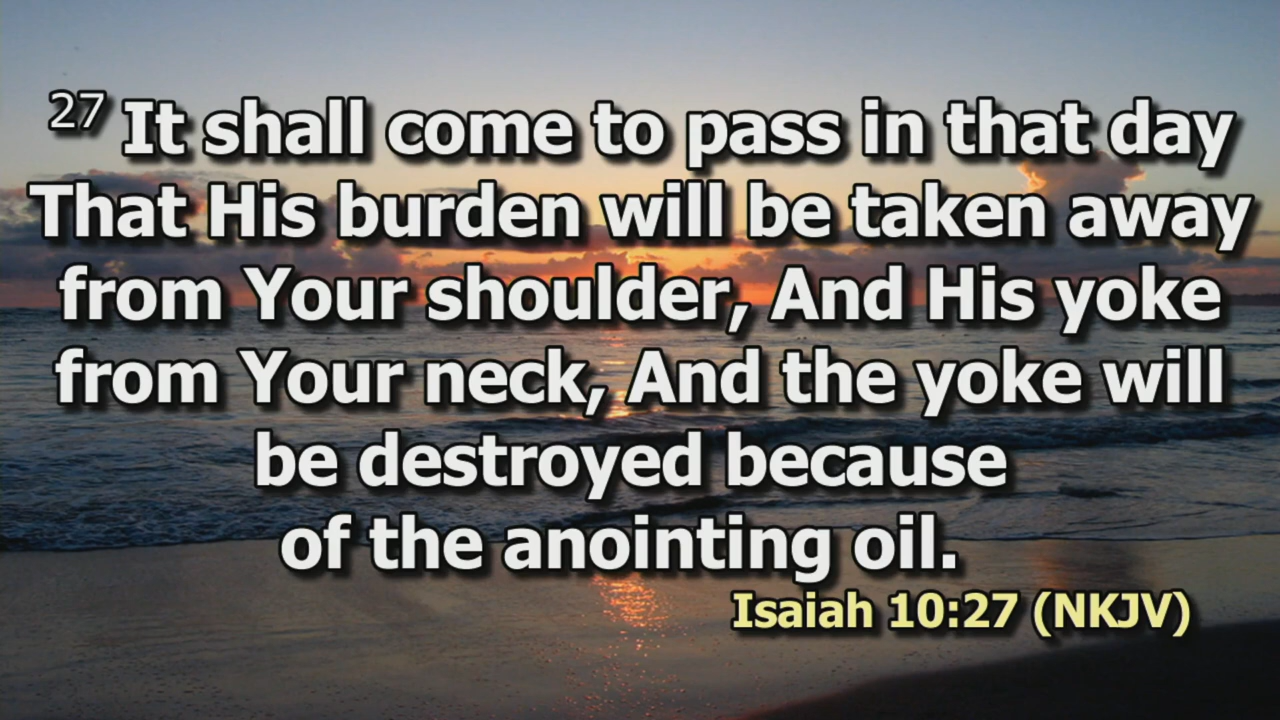 27 It shall come to pass in that day
That His burden will be taken away
from Your shoulder, And His yoke
from Your neck, And the yoke will
be destroyed because
of the anointing oil.
Isaiah 10:27 (NKJV)